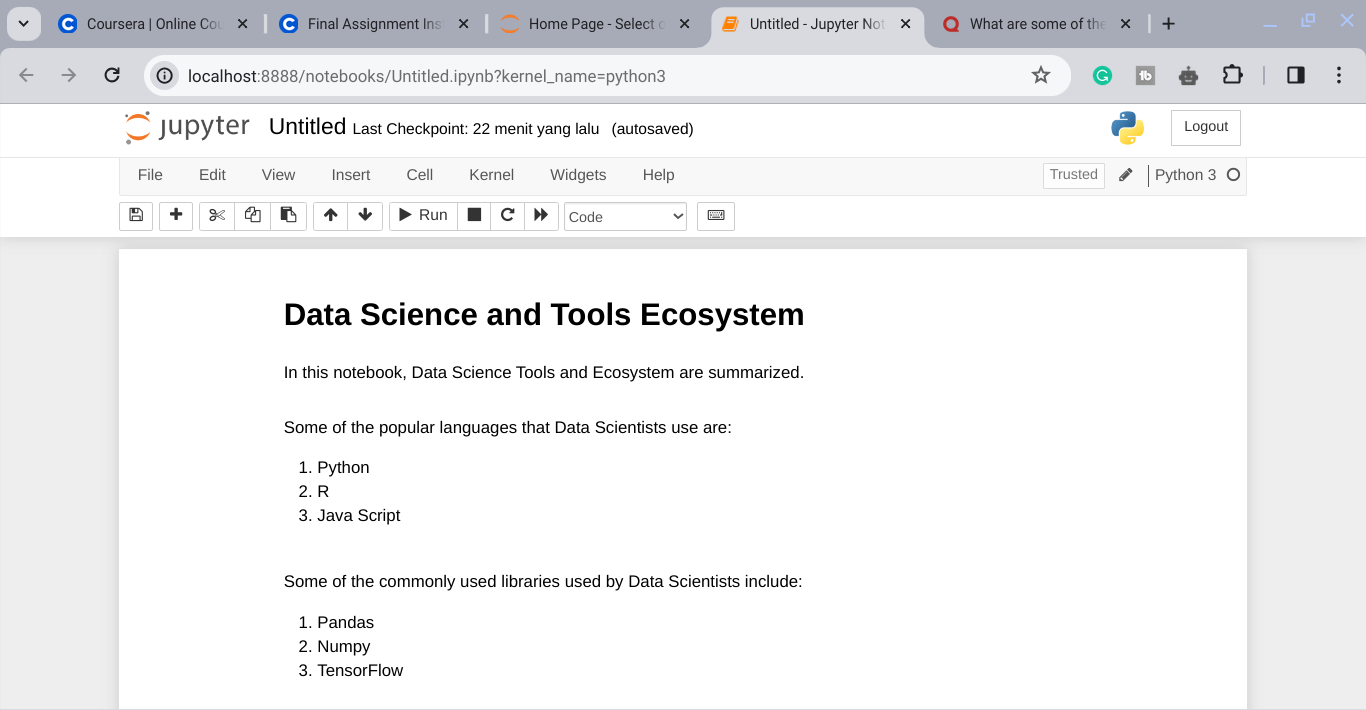 Coursera | Online Cou
Final Assignment Inst
Home Page - Select o
Untitled - Jupyter Not
What are some of the
localhost:8888/notebooks/Untitled.ipynb?kernel_name=python3
jupyter Untitled Last Checkpoint: 22 menit yang lalu (autosaved)
Logout
File Edit View Insert Cell Kernel Widgets Help
Trusted
Python 3
Run
Code
Data Science and Tools Ecosystem
In this notebook, Data Science Tools and Ecosystem are summarized.
Some of the popular languages that Data Scientists use are:
1. Python
2. R
3. Java Script
Some of the commonly used libraries used by Data Scientists include:
1. Pandas
2. Numpy
3. TensorFlow